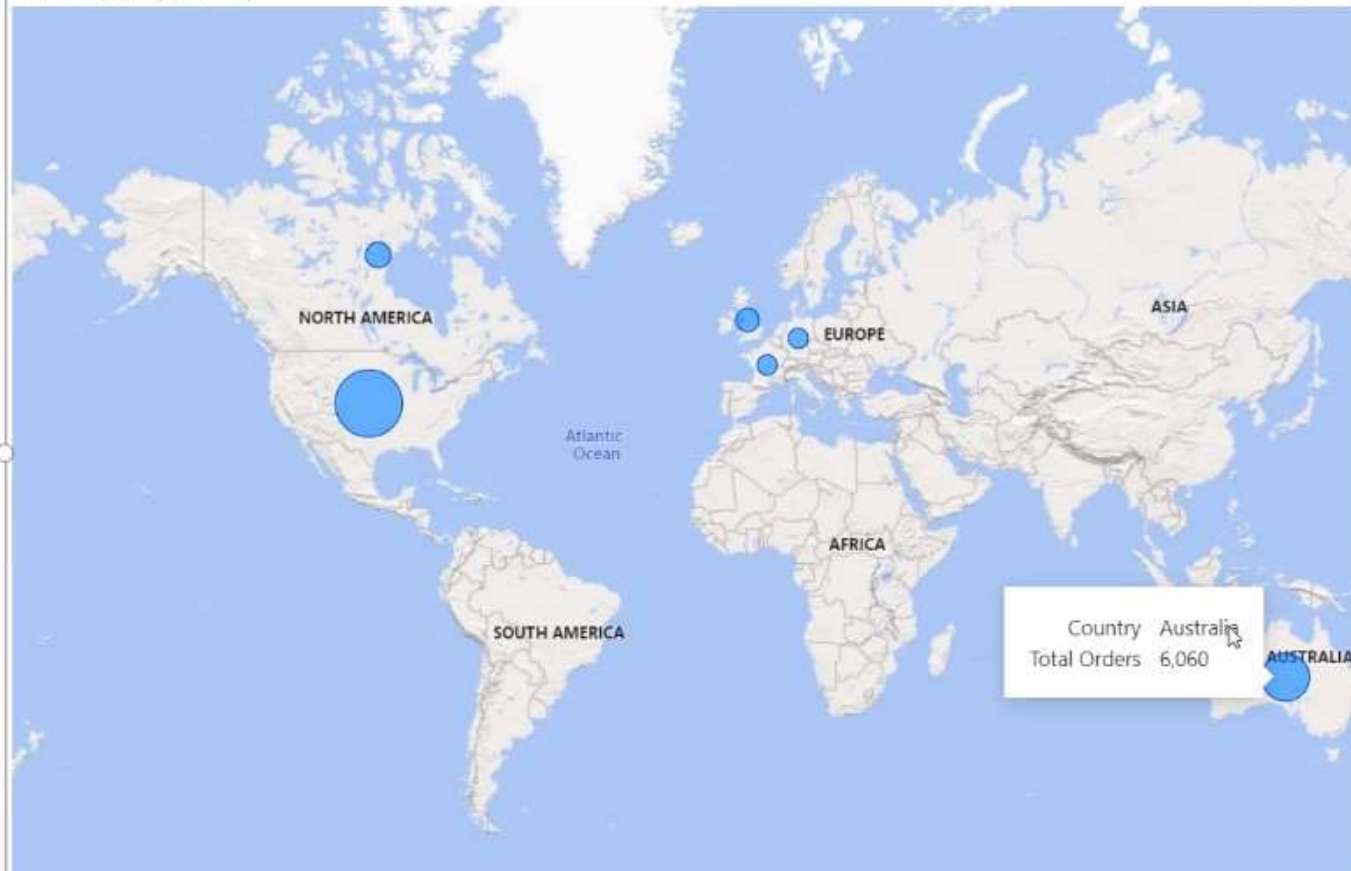 NORTH AMERICA
EUROPE
ASIA
Atlantic
Ocean
AFRICA
SOUTH AMERICA
Country Australia
Total Orders 6,060
AUSTRALIA